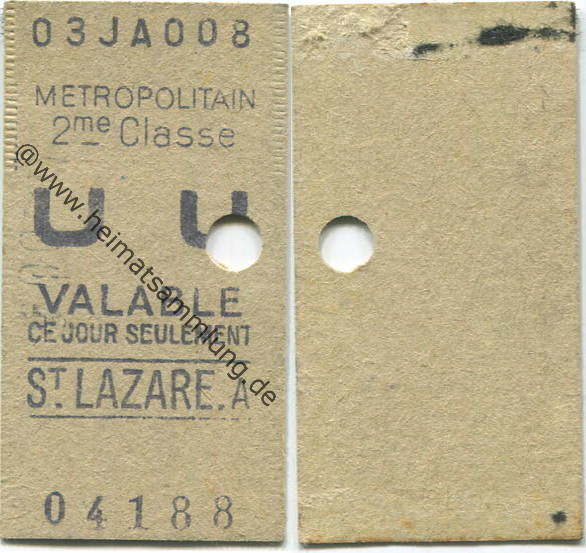 03JA008
METROPOLITAIN
2me Classe
U U
VALABLE
CE JOUR SEULEMENT
ST LAZARE. A
04188
@www.heimatsammlung.de